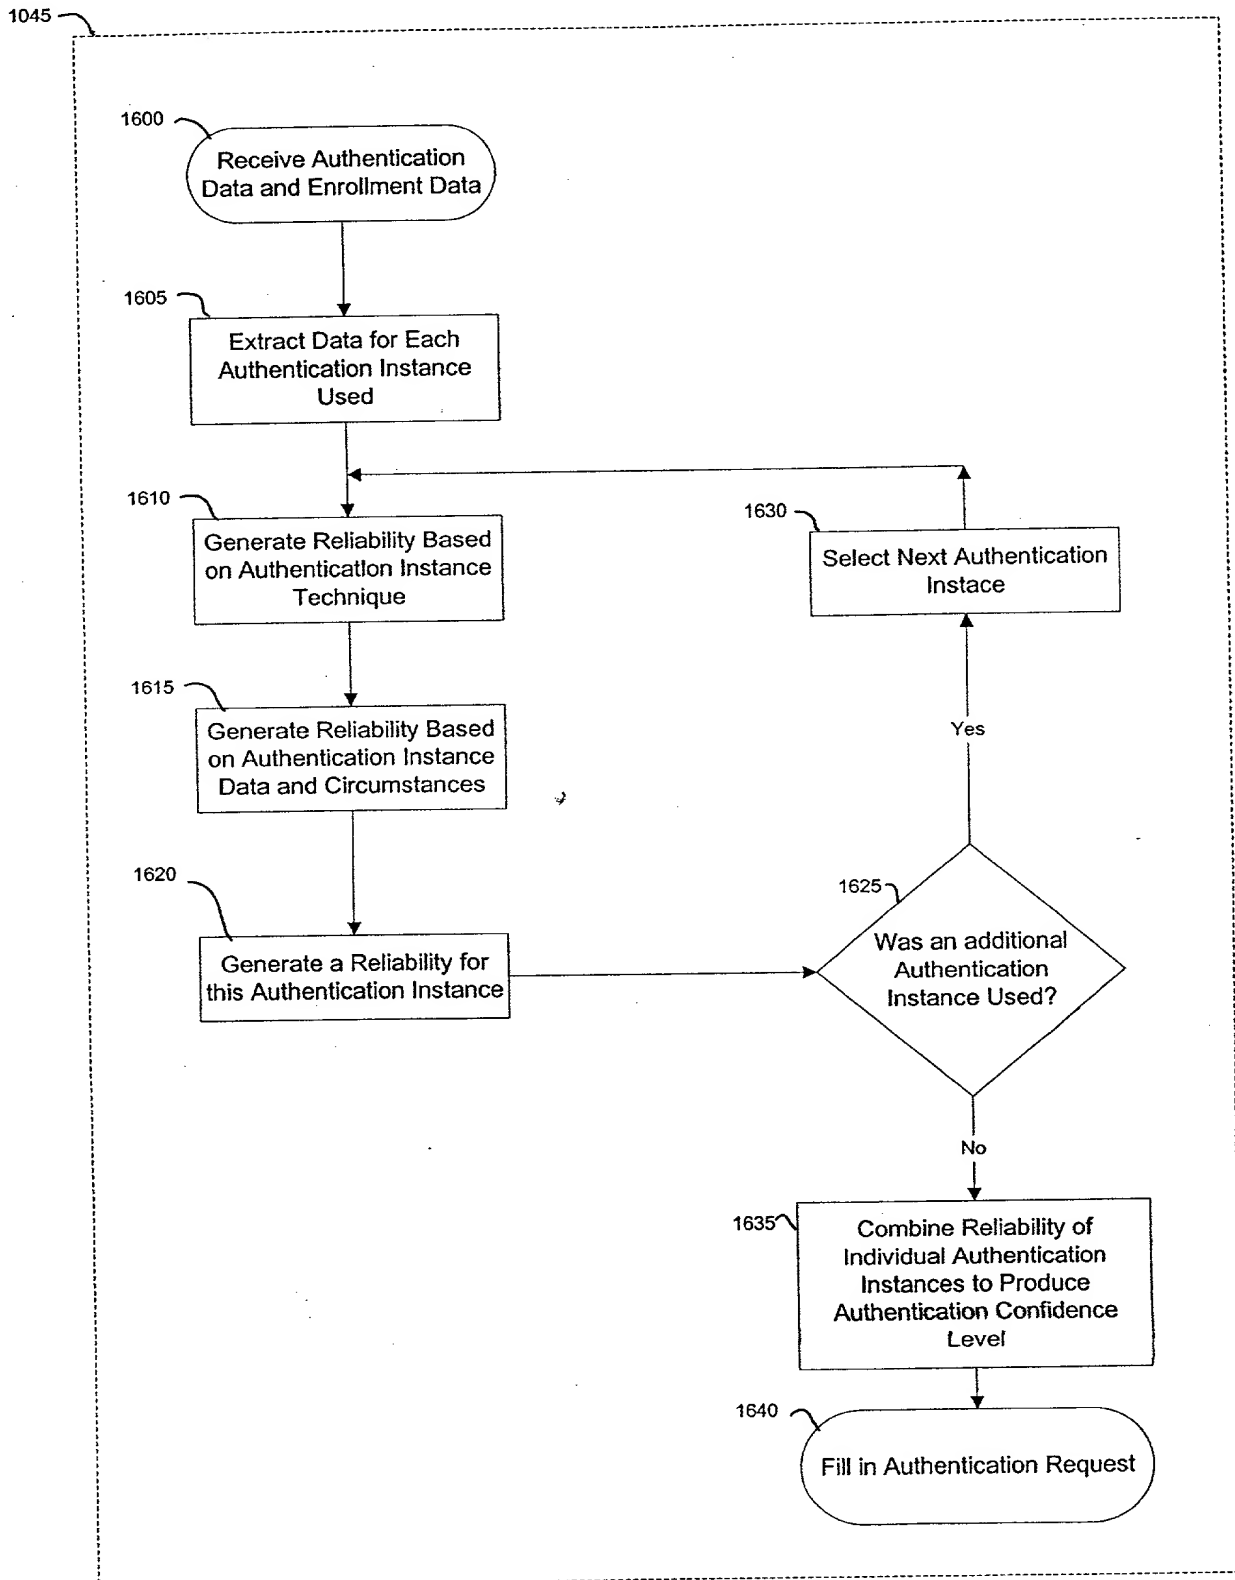 1045
1600
Receive Authentication
Data and Enrollment Data
1605
Extract Data for Each
Authentication Instance
Used
1610
Generate Reliability Based
on Authentication Instance
Technique
1630
Select Next Authentication
Instace
1615
Generate Reliability Based
on Authentication Instance
Data and Circumstances
Yes
1620
Generate a Reliability for
this Authentication Instance
1625
Was an additional
Authentication
Instance Used?
No
1635
Combine Reliability of
Individual Authentication
Instances to Produce
Authentication Confidence
Level
1640
Fill in Authentication Request